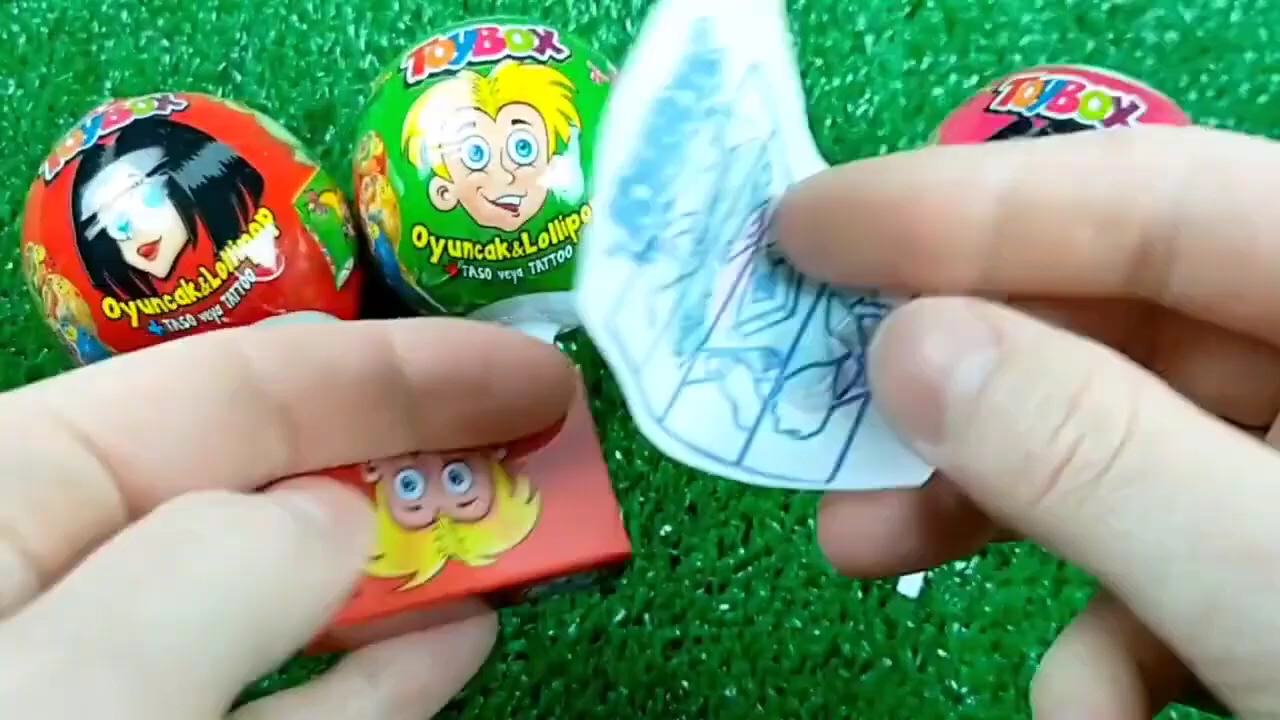 TOYBOX
Oyuncak&Lollipop
+ TASO veya TATTOO
TOYBOX
Oyuncak&Lollipo
+ TASO veya TATTOO
TOYBOX